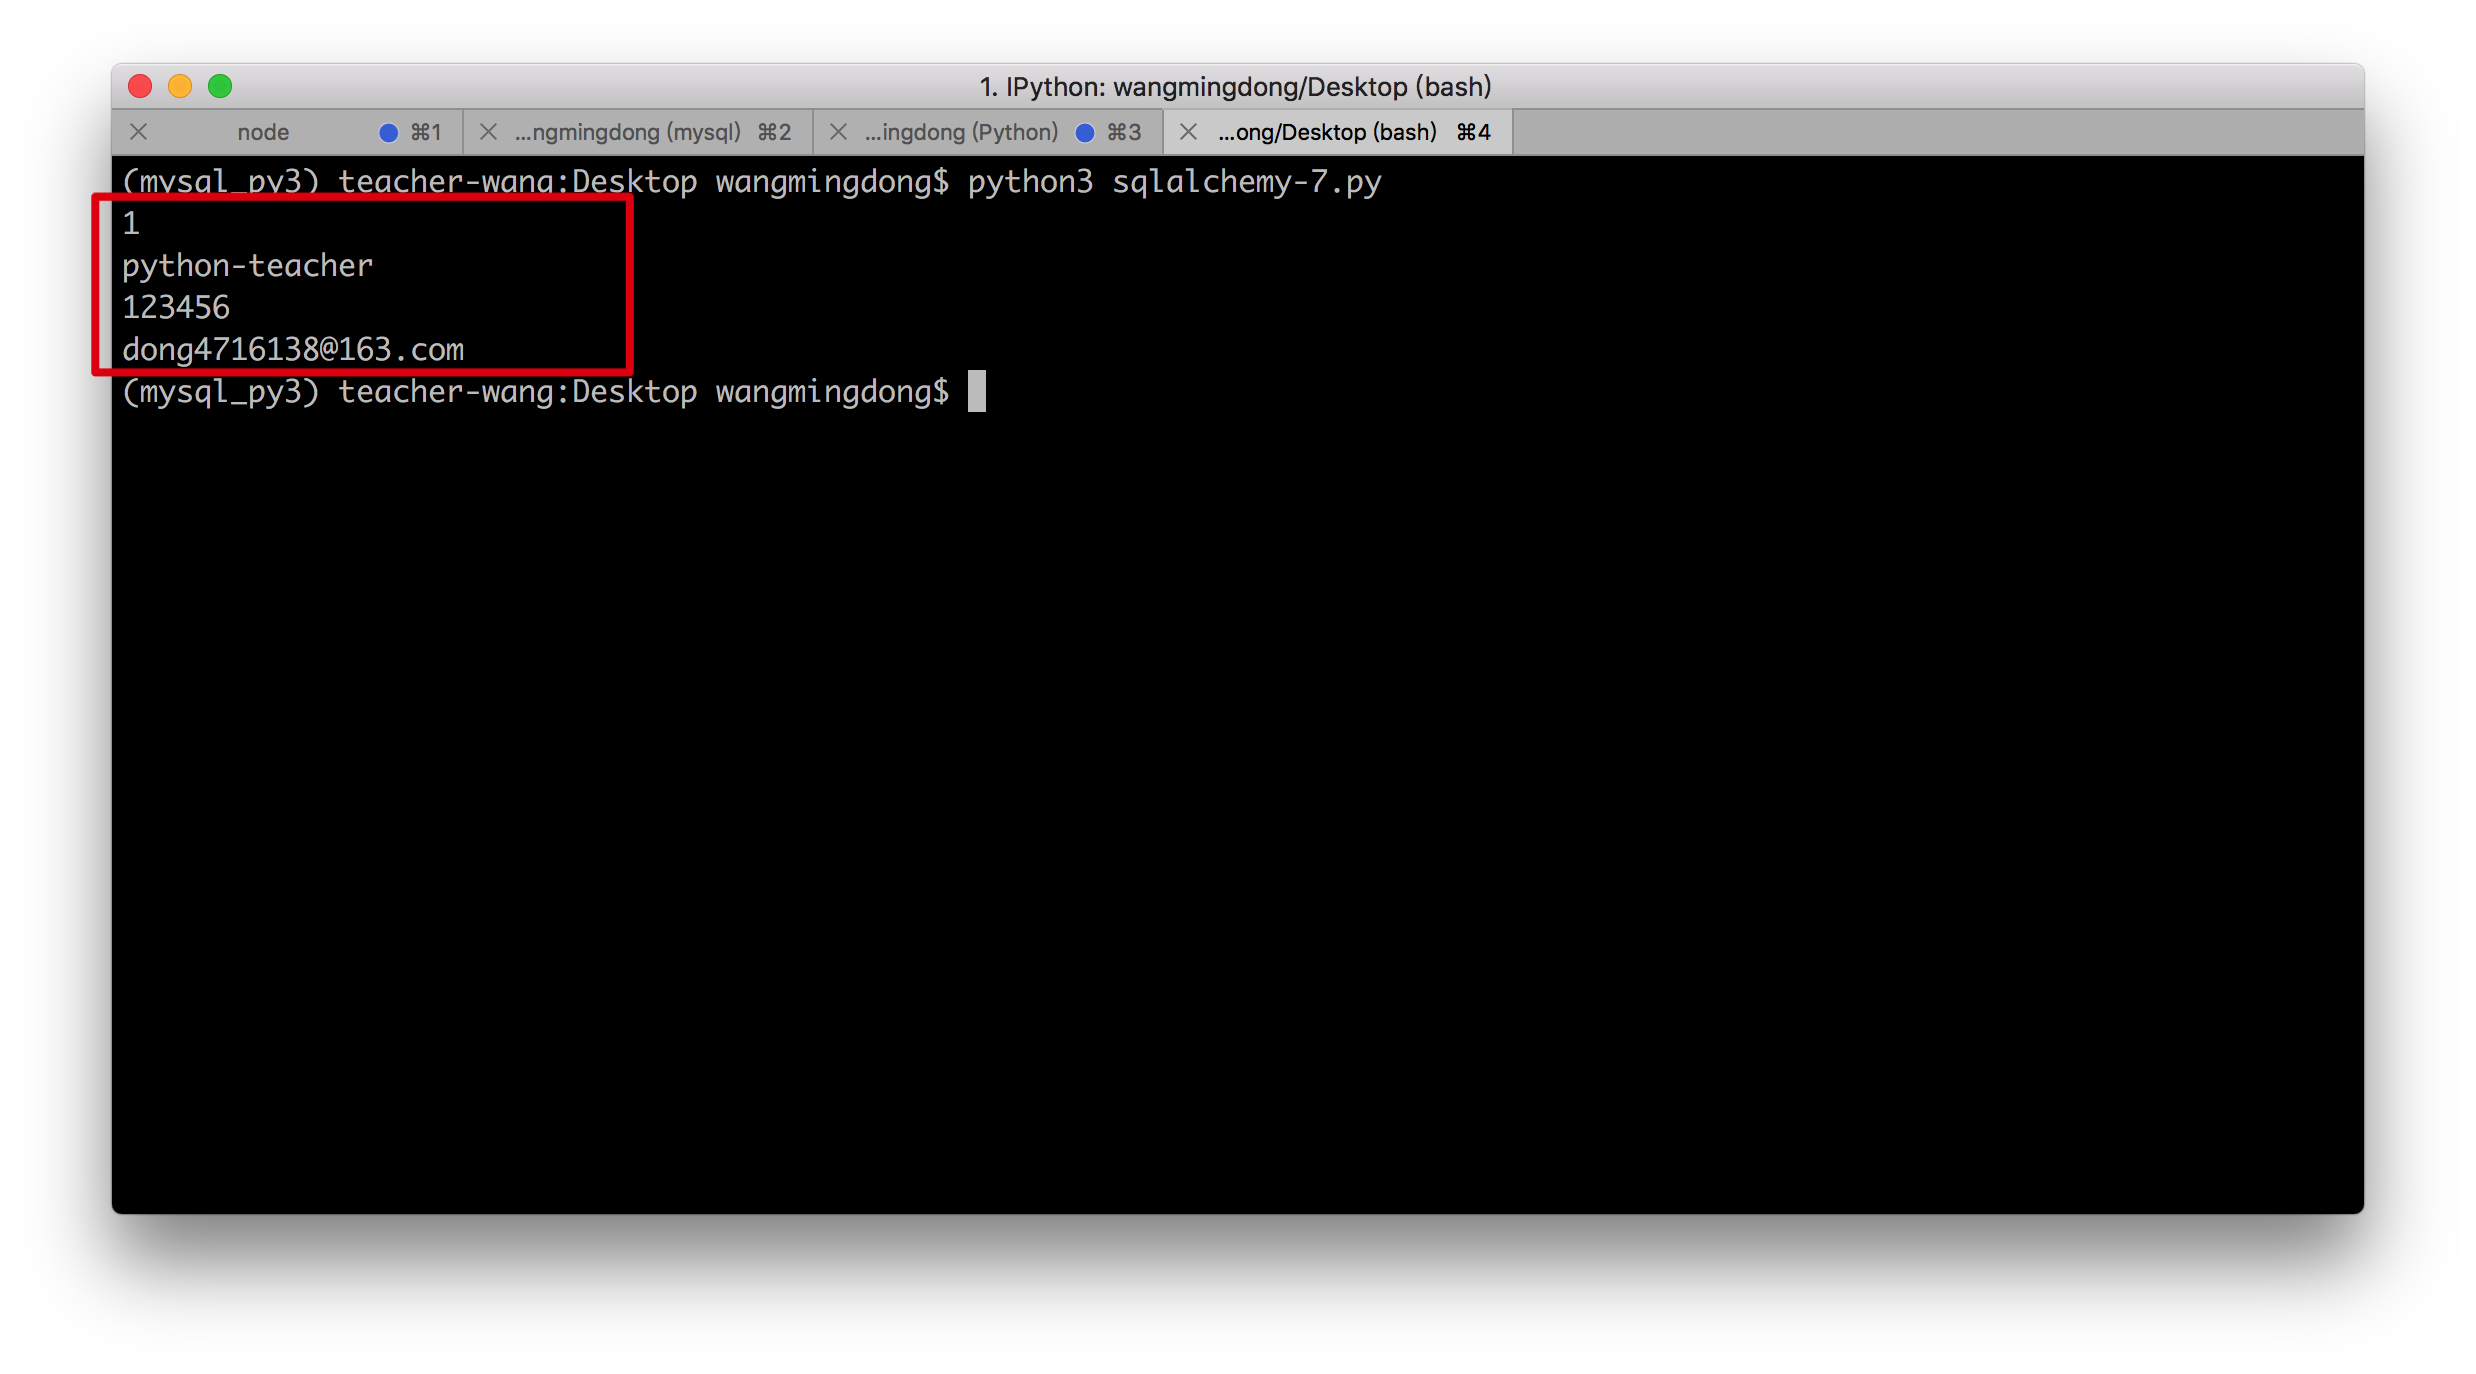 1. IPython: wangmingdong/Desktop (bash)
node ⌘1 ...ngmingdong (mysql) ⌘2 ...ingdong (Python) ⌘3 ...ong/Desktop (bash) ⌘4
(mysql_py3) teacher-wang:Desktop wangmingdong$ python3 sqlalchemy-7.py
1
python-teacher
123456
dong4716138@163.com
(mysql_py3) teacher-wang:Desktop wangmingdong$